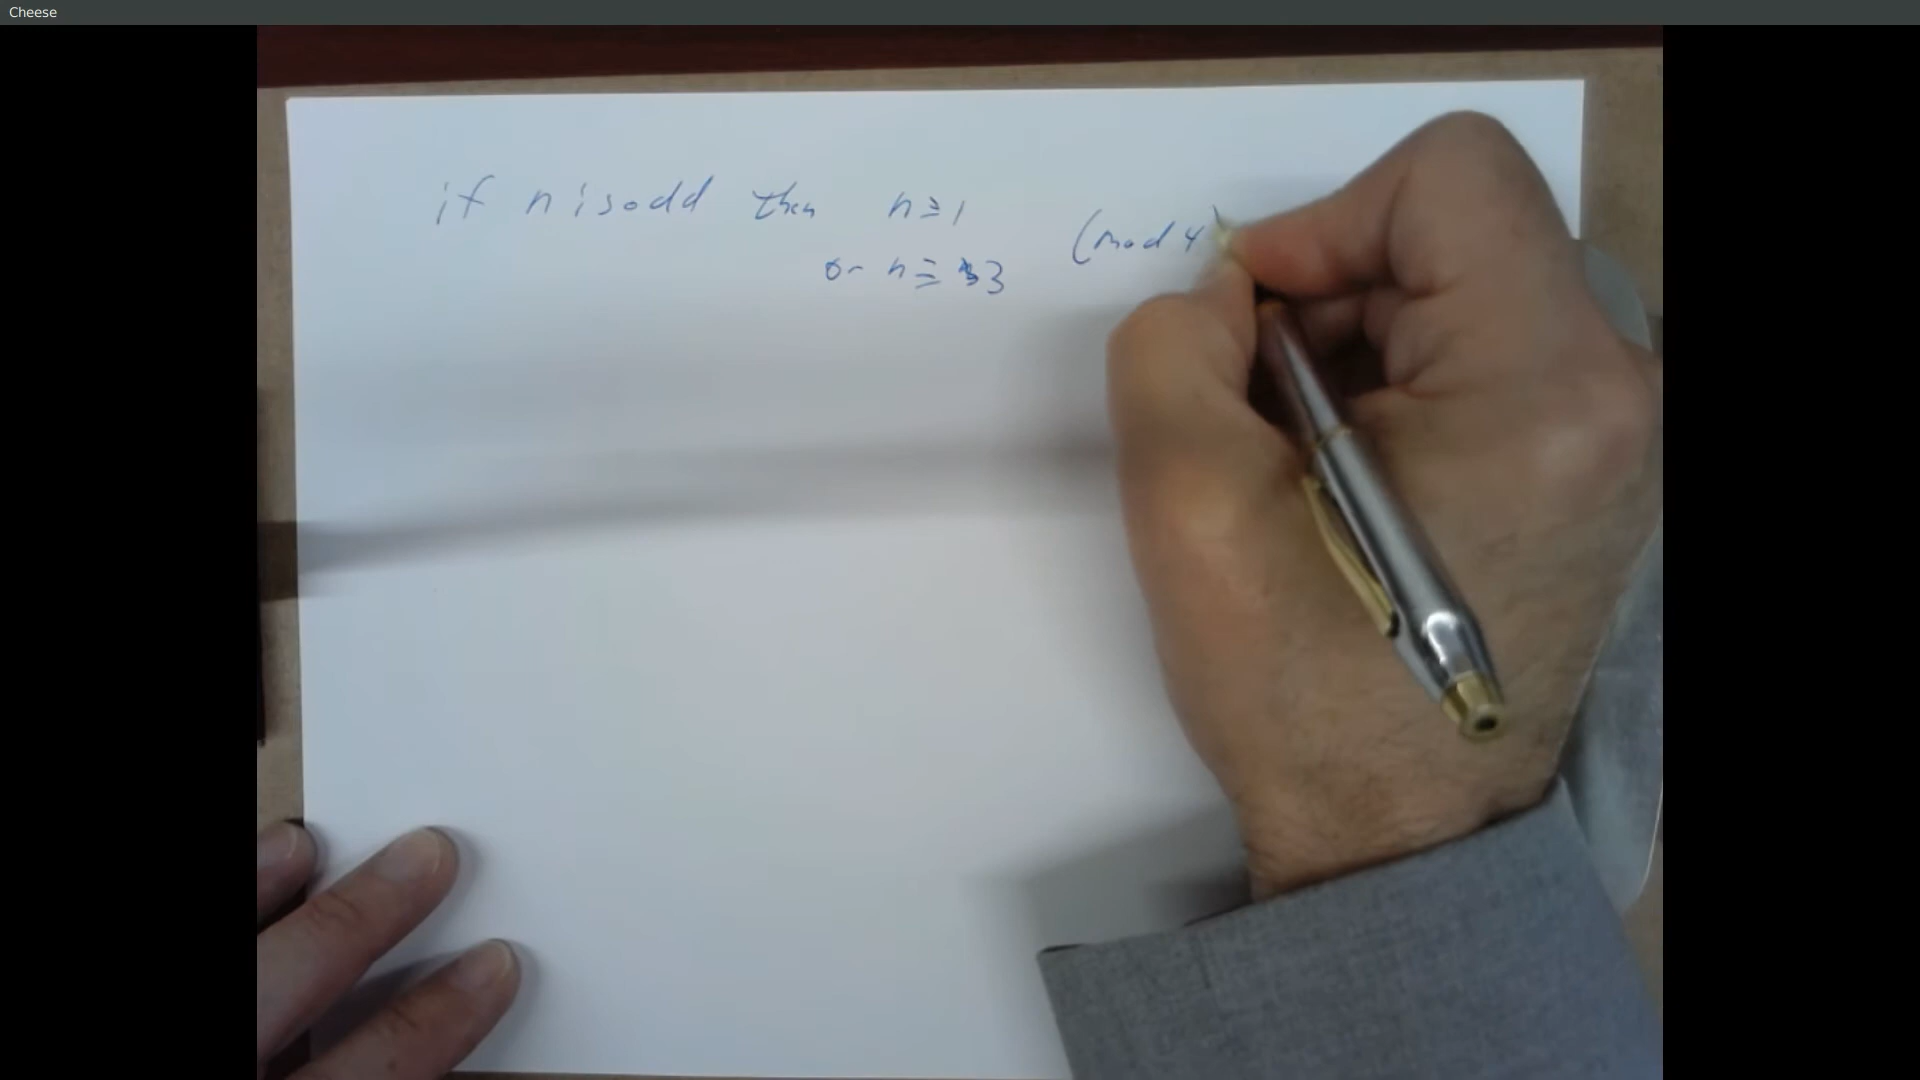 Cheese
if n is odd then n ≡ 1
(mod 4
or n ≡ 3